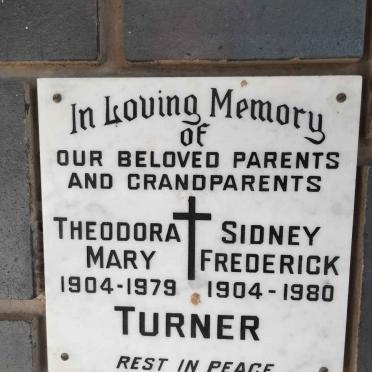 In Loving Memory
of
OUR BELOVED PARENTS
AND GRANDPARENTS
THEODORA SIDNEY
MARY FREDERICK
1904-1979 1904-1980
TURNER
REST IN PEACE